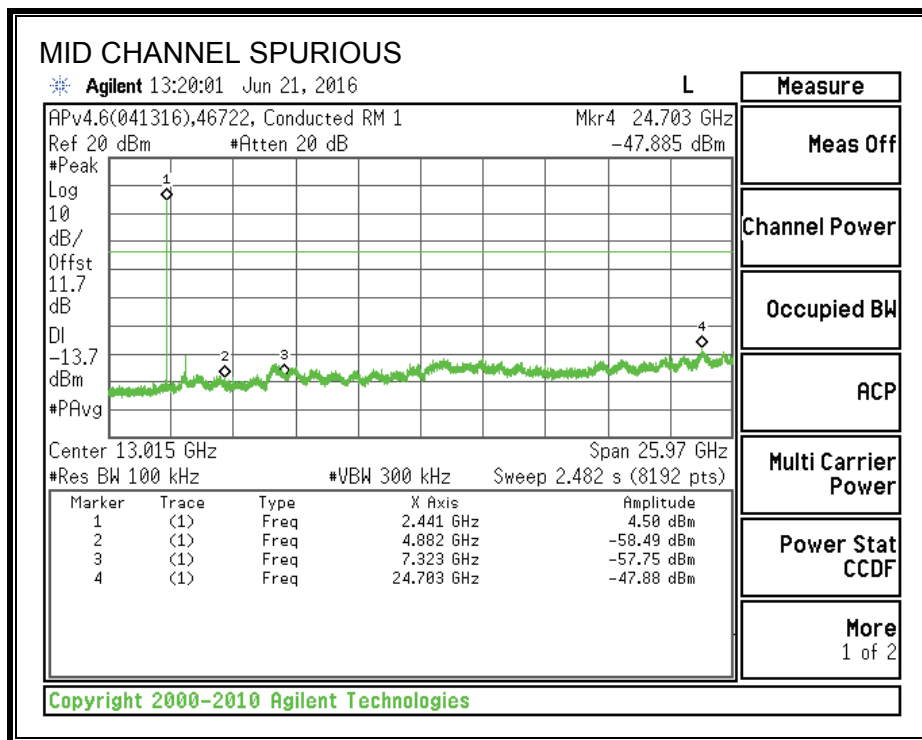 MID CHANNEL SPURIOUS
Agilent 13:20:01 Jun 21, 2016 L
APv4.6(041316),46722, Conducted RM 1 Mkr4 24.703 GHz
Ref 20 dBm #Atten 20 dB -47.885 dBm
#Peak
Log
10
dB/
Offst
11.7
dB
DI
-13.7
dBm
#PAvg
1
2
3
4
Center 13.015 GHz Span 25.97 GHz
#Res BW 100 kHz #VBW 300 kHz Sweep 2.482 s (8192 pts)
Marker Trace Type X Axis Amplitude
1 (1) Freq 2.441 GHz 4.50 dBm
2 (1) Freq 4.882 GHz -58.49 dBm
3 (1) Freq 7.323 GHz -57.75 dBm
4 (1) Freq 24.703 GHz -47.88 dBm
Measure
Meas Off
Channel Power
Occupied BW
ACP
Multi Carrier
Power
Power Stat
CCDF
More
1 of 2
Copyright 2000-2010 Agilent Technologies